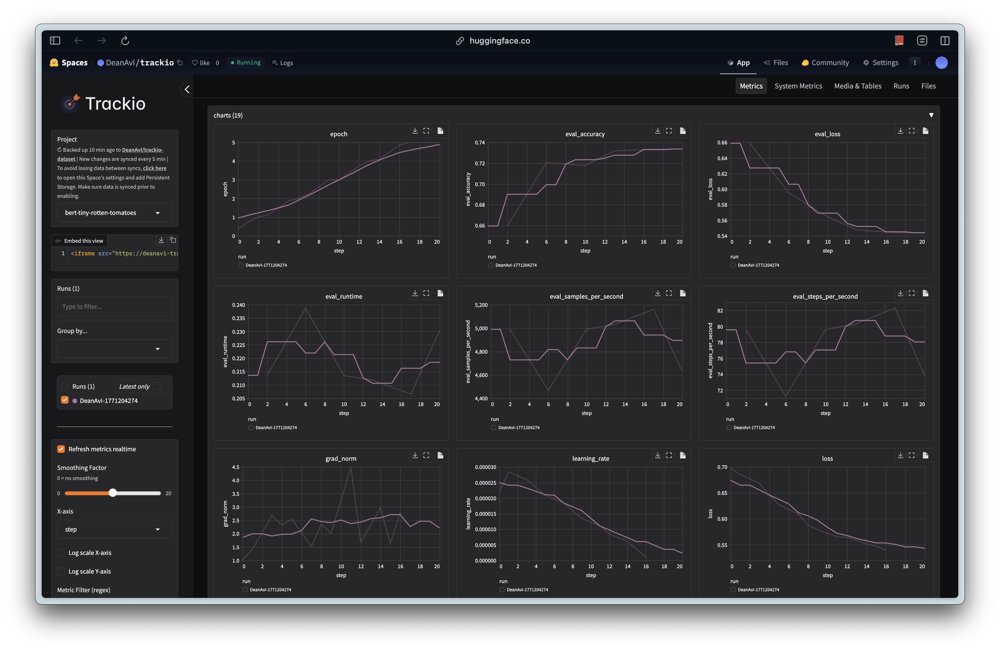 huggingface.co
Spaces DeanAvI/trackio like 0 Running Logs
App Files Community Settings
Metrics System Metrics Media & Tables Runs Files
Trackio
Project
Backed up 10 min ago to DeanAvI/trackio-
dataset | New changes are synced every 5 min |
To avoid losing data between syncs, click here
to open this Space's settings and add Persistent
Storage. Make sure data is synced prior to
enabling.
bert-tiny-rotten-tomatoes
Embed this view
1 <iframe src="https://deanavi-tra
Runs (1)
Type to filter...
Group by...
Runs (1) Latest only
DeanAvI-1771204274
Refresh metrics realtime
Smoothing Factor
0 = no smoothing
0 20
X-axis
step
Log scale X-axis
Log scale Y-axis
Metric Filter (regex)
charts (19)
epoch
5
4
3
2
1
0
epoch
0 2 4 6 8 10 12 14 16 18 20
step
run
DeanAvI-1771204274
eval_accuracy
0.74
0.72
0.70
0.68
0.66
eval_accuracy
0 2 4 6 8 10 12 14 16 18 20
step
run
DeanAvI-1771204274
eval_loss
0.66
0.64
0.62
0.60
0.58
0.56
0.54
eval_loss
0 2 4 6 8 10 12 14 16 18 20
step
run
DeanAvI-1771204274
eval_runtime
0.240
0.235
0.230
0.225
0.220
0.215
0.210
0.205
eval_runtime
0 2 4 6 8 10 12 14 16 18 20
step
run
DeanAvI-1771204274
eval_samples_per_second
5,200
5,000
4,800
4,600
4,400
eval_samples_per_second
0 2 4 6 8 10 12 14 16 18 20
step
run
DeanAvI-1771204274
eval_steps_per_second
82
80
78
76
74
72
eval_steps_per_second
0 2 4 6 8 10 12 14 16 18 20
step
run
DeanAvI-1771204274
grad_norm
4.5
4.0
3.5
3.0
2.5
2.0
1.5
1.0
grad_norm
0 2 4 6 8 10 12 14 16 18 20
step
run
DeanAvI-1771204274
learning_rate
0.000030
0.000025
0.000020
0.000015
0.000010
0.000005
0.000000
learning_rate
0 2 4 6 8 10 12 14 16 18 20
step
run
DeanAvI-1771204274
loss
0.70
0.65
0.60
0.55
loss
0 2 4 6 8 10 12 14 16 18 20
step
run
DeanAvI-1771204274